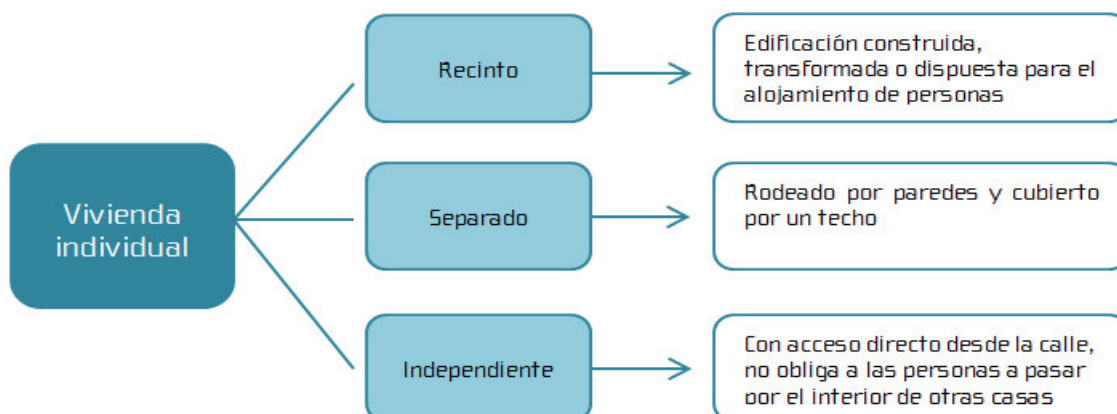 Vivienda
individual
Recinto
Edificación construida,
transformada o dispuesta para el
alojamiento de personas
Separado
Rodeado por paredes y cubierto
por un techo
Independiente
Con acceso directo desde la calle,
no obliga a las personas a pasar
por el interior de otras casas